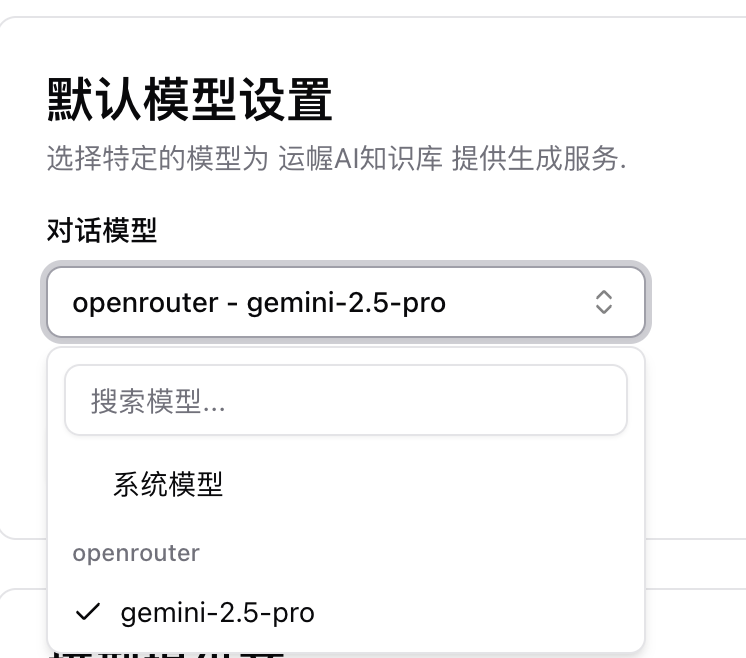 默认模型设置
选择特定的模型为 运幄AI知识库 提供生成服务.
对话模型
openrouter - gemini-2.5-pro
搜索模型...
系统模型
openrouter
gemini-2.5-pro